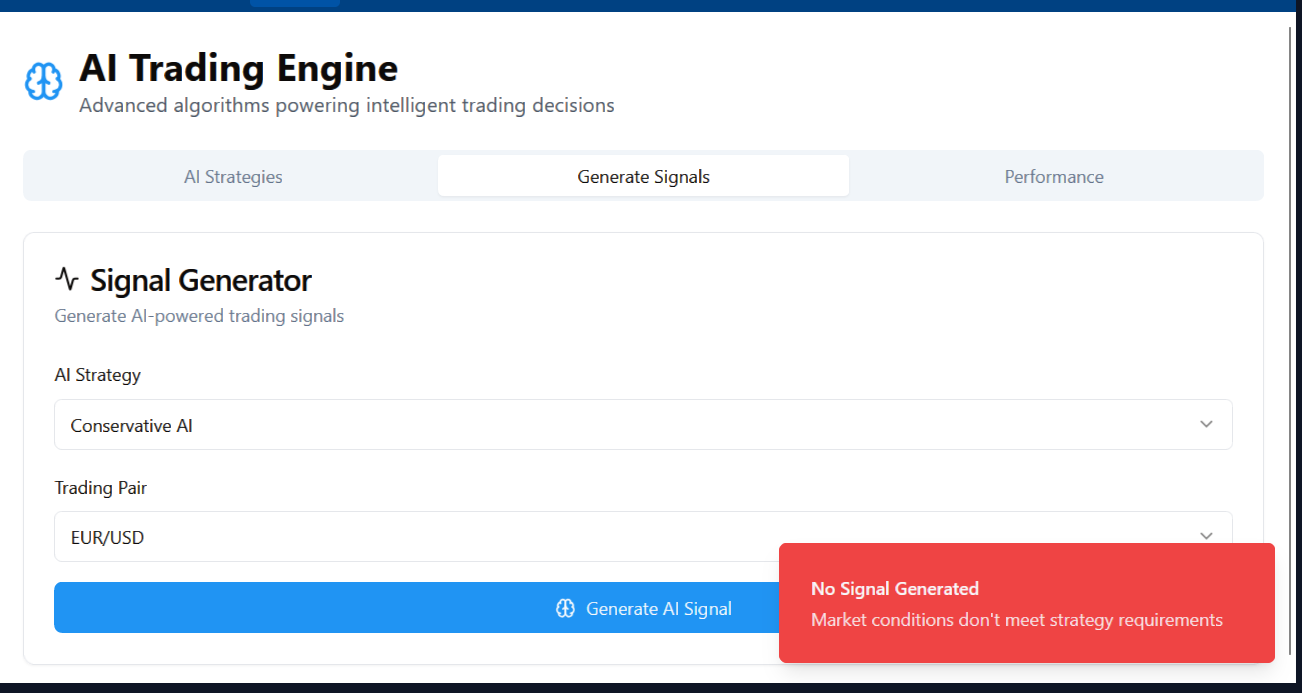 AI Trading Engine
Advanced algorithms powering intelligent trading decisions
AI Strategies
Generate Signals
Performance
Signal Generator
Generate AI-powered trading signals
AI Strategy
Conservative AI
Trading Pair
EUR/USD
Generate AI Signal
No Signal Generated
Market conditions don't meet strategy requirements